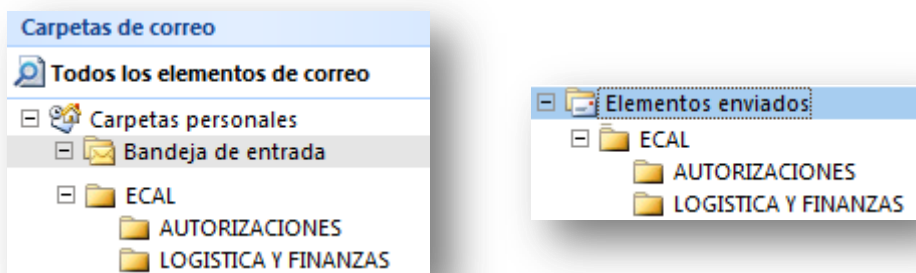 Carpetas de correo
Todos los elementos de correo
Carpetas personales
Bandeja de entrada
ECAL
AUTORIZACIONES
LOGISTICA Y FINANZAS
Elementos enviados
ECAL
AUTORIZACIONES
LOGISTICA Y FINANZAS